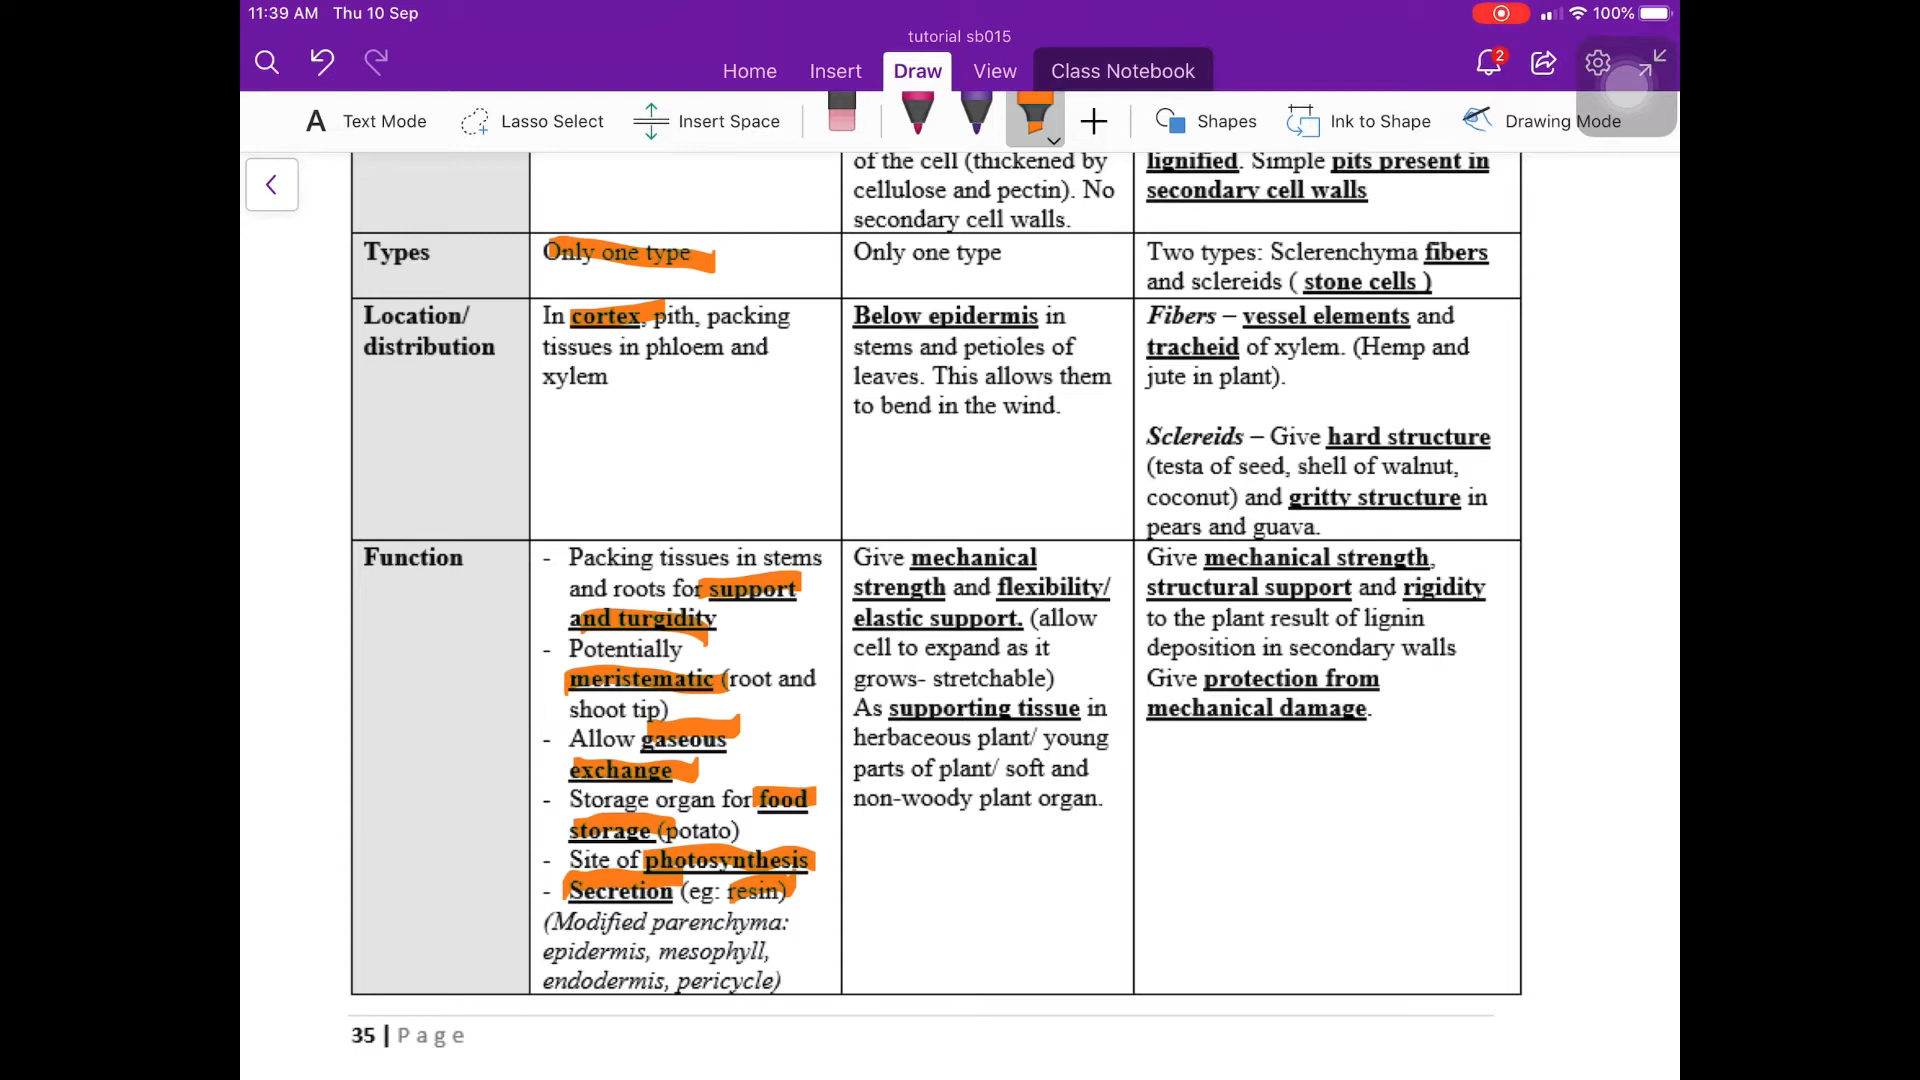 11:39 AM Thu 10 Sep
100%
tutorial sb015
2
Home Insert Draw View Class Notebook
A Text Mode Lasso Select Insert Space Shapes Ink to Shape Drawing Mode
of the cell (thickened by
cellulose and pectin). No
secondary cell walls.
lignified. Simple pits present in
secondary cell walls
Types
Only one type
Only one type
Two types: Sclerenchyma fibers
and sclereids ( stone cells )
Location/
distribution
In cortex, pith, packing
tissues in phloem and
xylem
Below epidermis in
stems and petioles of
leaves. This allows them
to bend in the wind.
Fibers – vessel elements and
tracheid of xylem. (Hemp and
jute in plant).
Sclereids – Give hard structure
(testa of seed, shell of walnut,
coconut) and gritty structure in
pears and guava.
Function
- Packing tissues in stems
and roots for support
and turgidity
- Potentially
meristematic (root and
shoot tip)
- Allow gaseous
exchange
- Storage organ for food
storage (potato)
- Site of photosynthesis
- Secretion (eg: resin)
(Modified parenchyma:
epidermis, mesophyll,
endodermis, pericycle)
Give mechanical
strength and flexibility/
elastic support. (allow
cell to expand as it
grows- stretchable)
As supporting tissue in
herbaceous plant/ young
parts of plant/ soft and
non-woody plant organ.
Give mechanical strength,
structural support and rigidity
to the plant result of lignin
deposition in secondary walls
Give protection from
mechanical damage.
35 | Page